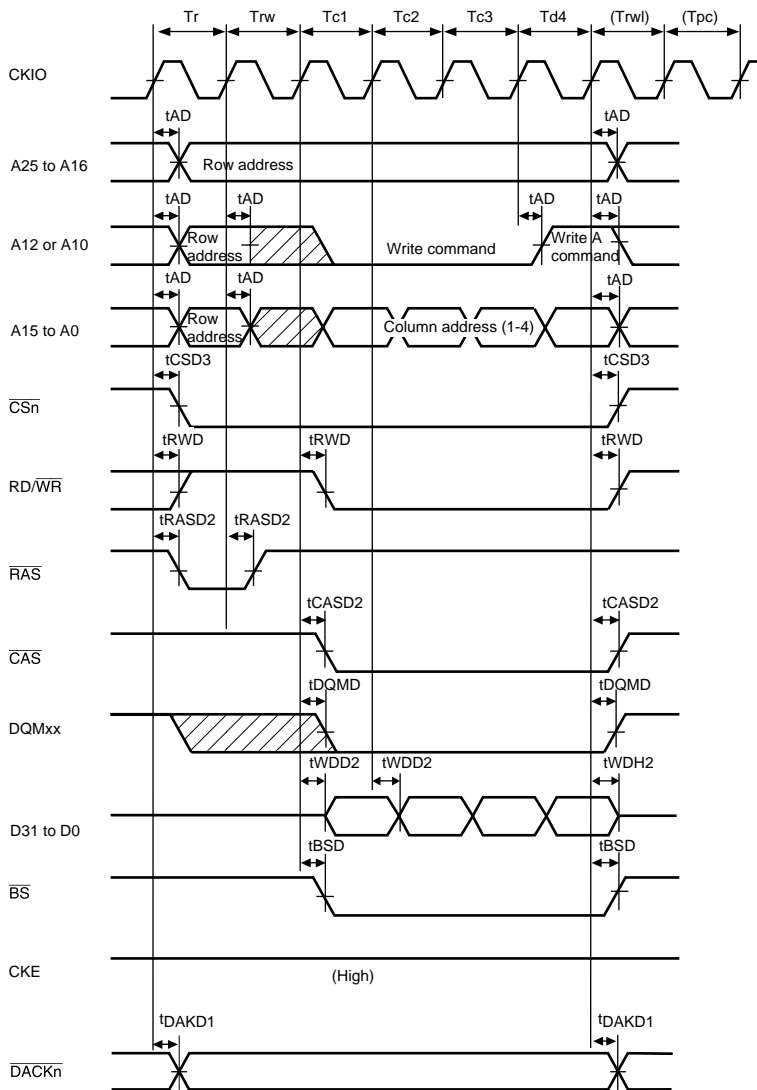 Tr Trw Tc1 Tc2 Tc3 Td4 (Trwl) (Tpc)
CKIO
tAD tAD
A25 to A16 Row address
tAD tAD tAD tAD
A12 or A10 Row address Write command Write A command
tAD tAD tAD
A15 to A0 Row address Column address (1-4)
tCSD3 tCSD3
CSn
tRWD tRWD tRWD
RD/WR
tRASD2 tRASD2
RAS
tCASD2 tCASD2
CAS
tDQMD tDQMD
DQMxx
tWDD2 tWDD2 tWDH2
D31 to D0
tBSD tBSD
BS
CKE (High)
tDAKD1 tDAKD1
DACKn